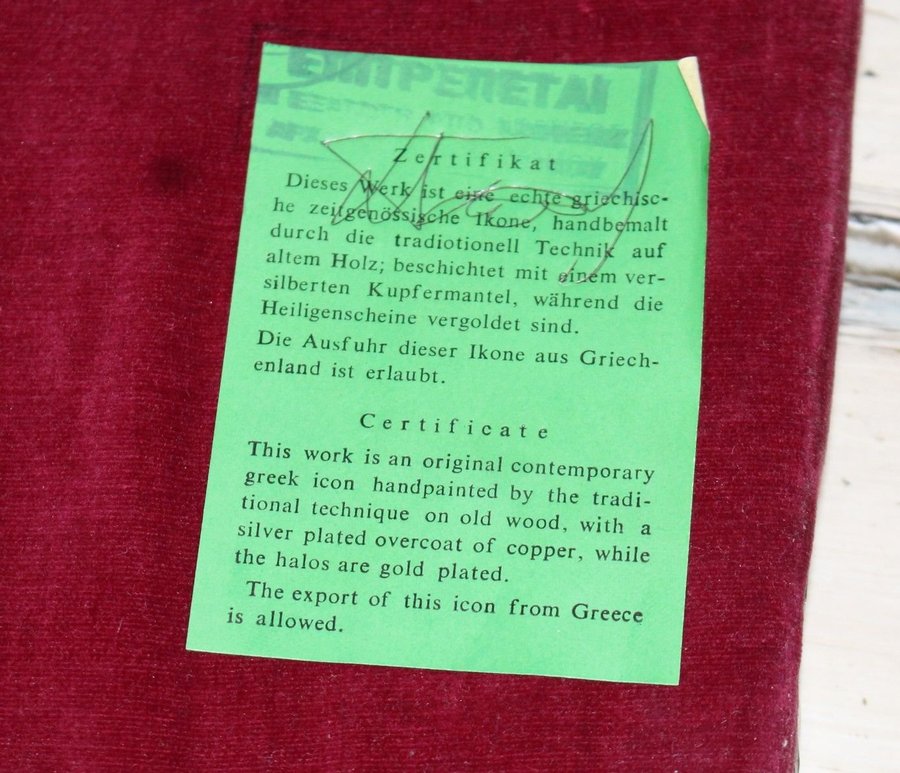 ΕΠΙΤΡΕΠΕΤΑΙ
Zertifikat
Dieses Werk ist eine echte griechisc-
he zeitgenössische Ikone, handbemalt
durch die tradiotionell Technik auf
altem Holz; beschichtet mit einem ver-
silberten Kupfermantel, während die
Heiligenscheine vergoldet sind.
Die Ausfuhr dieser Ikone aus Griech-
enland ist erlaubt.
Certificate
This work is an original contemporary
greek icon handpainted by the tradi-
tional technique on old wood, with a
silver plated overcoat of copper, while
the halos are gold plated.
The export of this icon from Greece
is allowed.